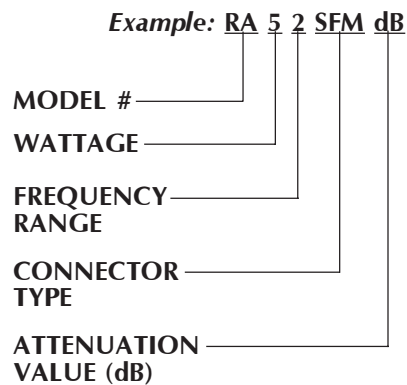 Example: RA 5 2 SFM dB
MODEL #
WATTAGE
FREQUENCY
RANGE
CONNECTOR
TYPE
ATTENUATION
VALUE (dB)